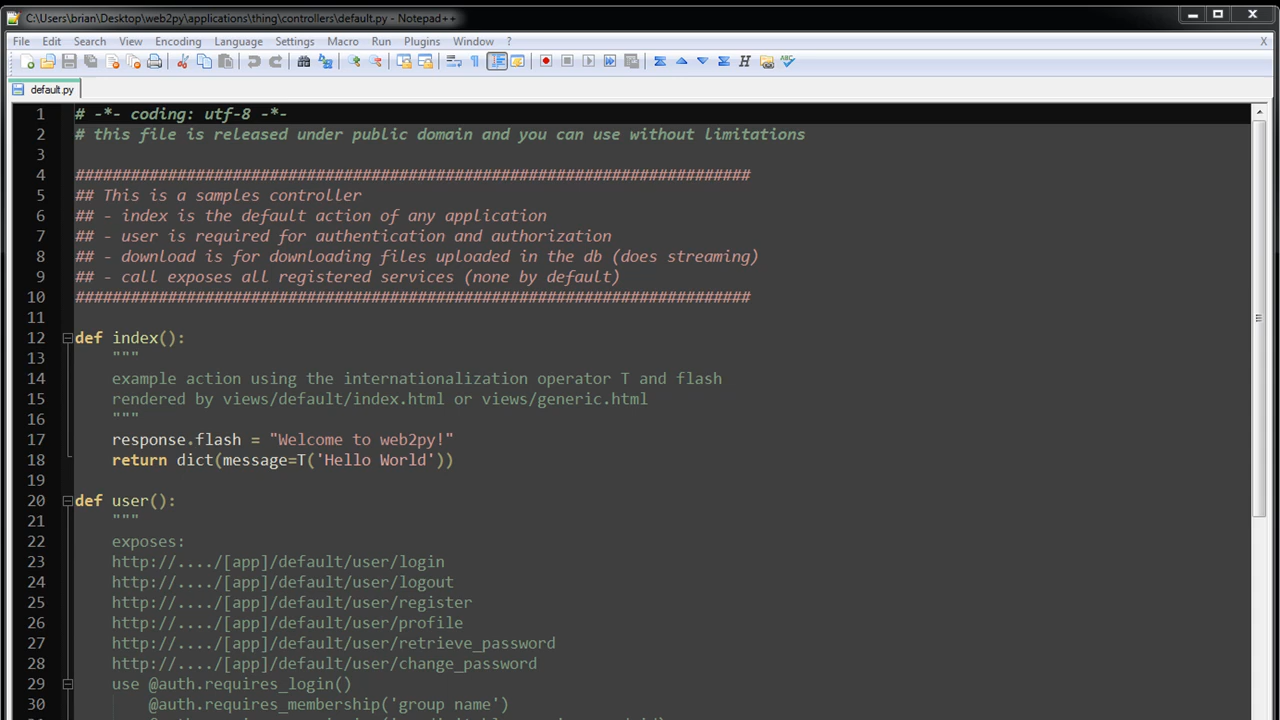 C:\Users\brian\Desktop\web2py\applications\thing\controllers\default.py - Notepad++
File Edit Search View Encoding Language Settings Macro Run Plugins Window ? X
default.py
1 # -*- coding: utf-8 -*-
2 # this file is released under public domain and you can use without limitations
3
4 #########################################################################
5 ## This is a samples controller
6 ## - index is the default action of any application
7 ## - user is required for authentication and authorization
8 ## - download is for downloading files uploaded in the db (does streaming)
9 ## - call exposes all registered services (none by default)
10 #########################################################################
11
12 def index():
13 """
14 example action using the internationalization operator T and flash
15 rendered by views/default/index.html or views/generic.html
16 """
17 response.flash = "Welcome to web2py!"
18 return dict(message=T('Hello World'))
19
20 def user():
21 """
22 exposes:
23 http://..../[app]/default/user/login
24 http://..../[app]/default/user/logout
25 http://..../[app]/default/user/register
26 http://..../[app]/default/user/profile
27 http://..../[app]/default/user/retrieve_password
28 http://..../[app]/default/user/change_password
29 use @auth.requires_login()
30 @auth.requires_membership('group name')